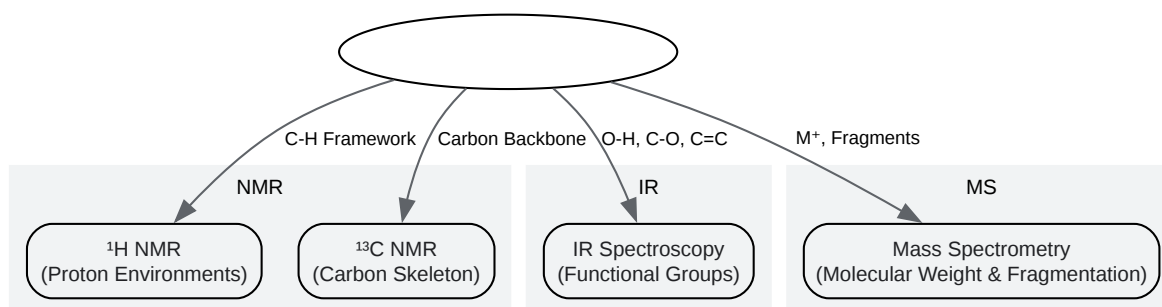 C-H Framework
Carbon Backbone
O-H, C-O, C=C
M⁺, Fragments
NMR
IR
MS
¹H NMR
(Proton Environments)
¹³C NMR
(Carbon Skeleton)
IR Spectroscopy
(Functional Groups)
Mass Spectrometry
(Molecular Weight & Fragmentation)